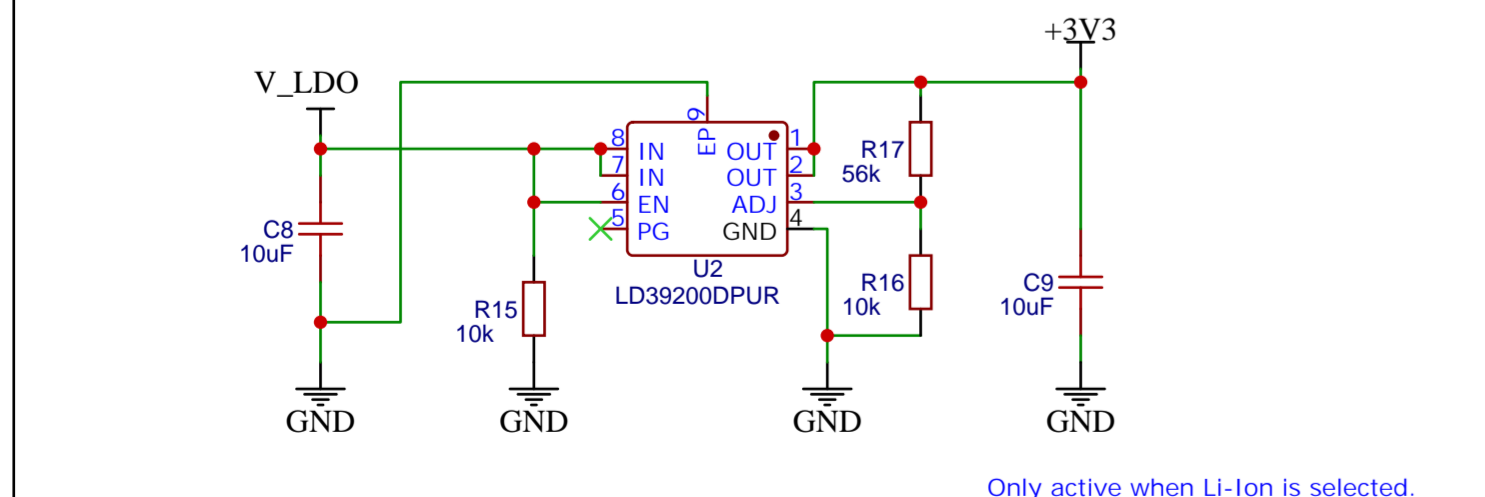 +3V3
V_LDO
EP 9
8 IN
7 IN
6 EN
5 PG
OUT 1
OUT 2
ADJ 3
GND 4
U2
LD39200DPUR
R17
56k
C8
10uF
R15
10k
R16
10k
C9
10uF
GND
GND
GND
GND
Only active when Li-Ion is selected.